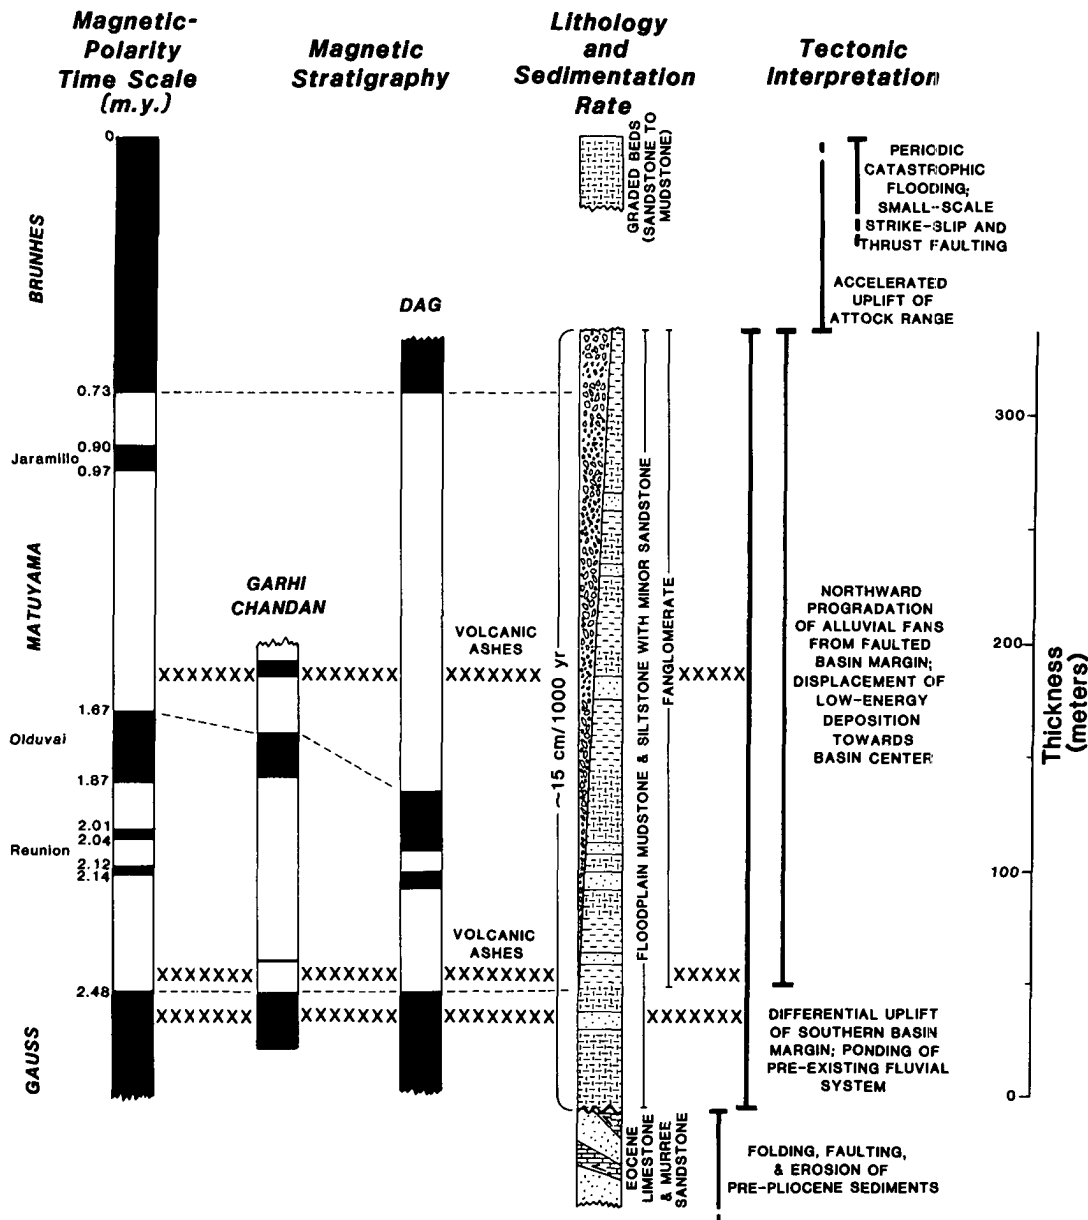 Magnetic-
Polarity
Time Scale
(m.y.)
Magnetic
Stratigraphy
Lithology
and
Sedimentation
Rate
Tectonic
Interpretation
0
BRUNHES
0.73
0.90
Jaramillo
0.97
MATUYAMA
1.67
Olduvai
1.87
2.01
2.04
Reunion
2.12
2.14
2.48
GAUSS
GARHI
CHANDAN
DAG
VOLCANIC
ASHES
XXXXXXX XXXXXXX XXXXXXX XXXXXXX
VOLCANIC
ASHES
XXXXXXX XXXXXXX XXXXXXX XXXXX
XXXXXXX XXXXXXX XXXXXXX XXXXXXX
~15 cm/1000 yr
GRADED BEDS
(SANDSTONE TO
MUDSTONE)
FLOODPLAIN MUDSTONE & SILTSTONE WITH MINOR SANDSTONE
FANGLOMERATE
EOCENE
LIMESTONE
& MURREE
SANDSTONE
PERIODIC
CATASTROPHIC
FLOODING;
SMALL-SCALE
STRIKE-SLIP AND
THRUST FAULTING
ACCELERATED
UPLIFT OF
ATTOCK RANGE
NORTHWARD
PROGRADATION
OF ALLUVIAL FANS
FROM FAULTED
BASIN MARGIN;
DISPLACEMENT OF
LOW-ENERGY
DEPOSITION
TOWARDS
BASIN CENTER
DIFFERENTIAL UPLIFT
OF SOUTHERN BASIN
MARGIN; PONDING OF
PRE-EXISTING FLUVIAL
SYSTEM
FOLDING, FAULTING,
& EROSION OF
PRE-PLIOCENE SEDIMENTS
300
200
100
0
Thickness
(meters)